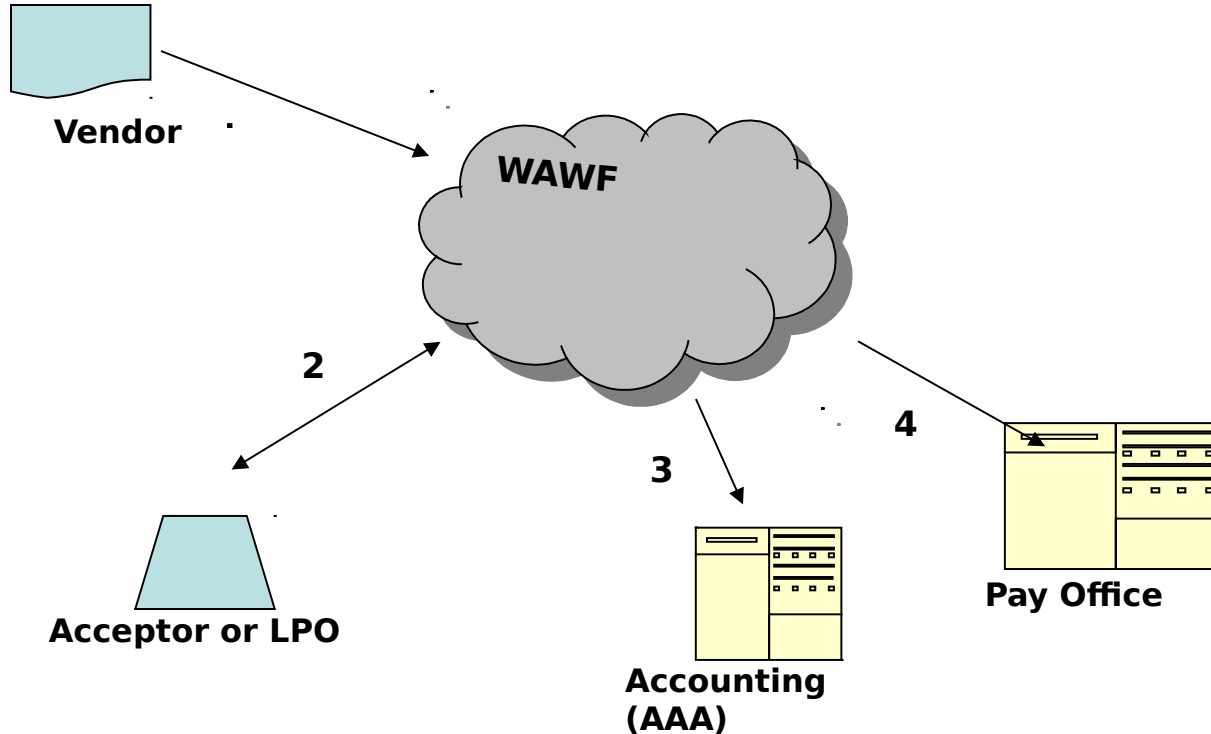 Vendor
WAWF
2
4
3
Pay Office
Acceptor or LPO
Accounting
(AAA)